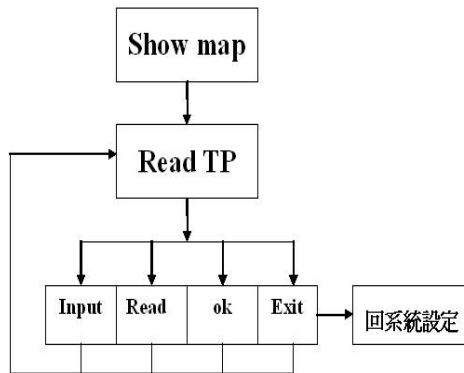 Show map
Read TP
Input
Read
ok
Exit
回系統設定